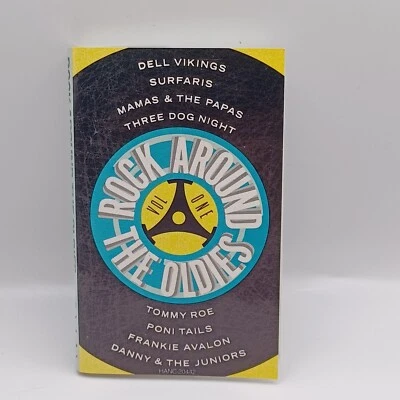 DELL VIKINGS
SURFARIS
MAMAS & THE PAPAS
THREE DOG NIGHT
ROCK AROUND
VOL ONE
THE OLDIES
TOMMY ROE
PONI TAILS
FRANKIE AVALON
DANNY & THE JUNIORS